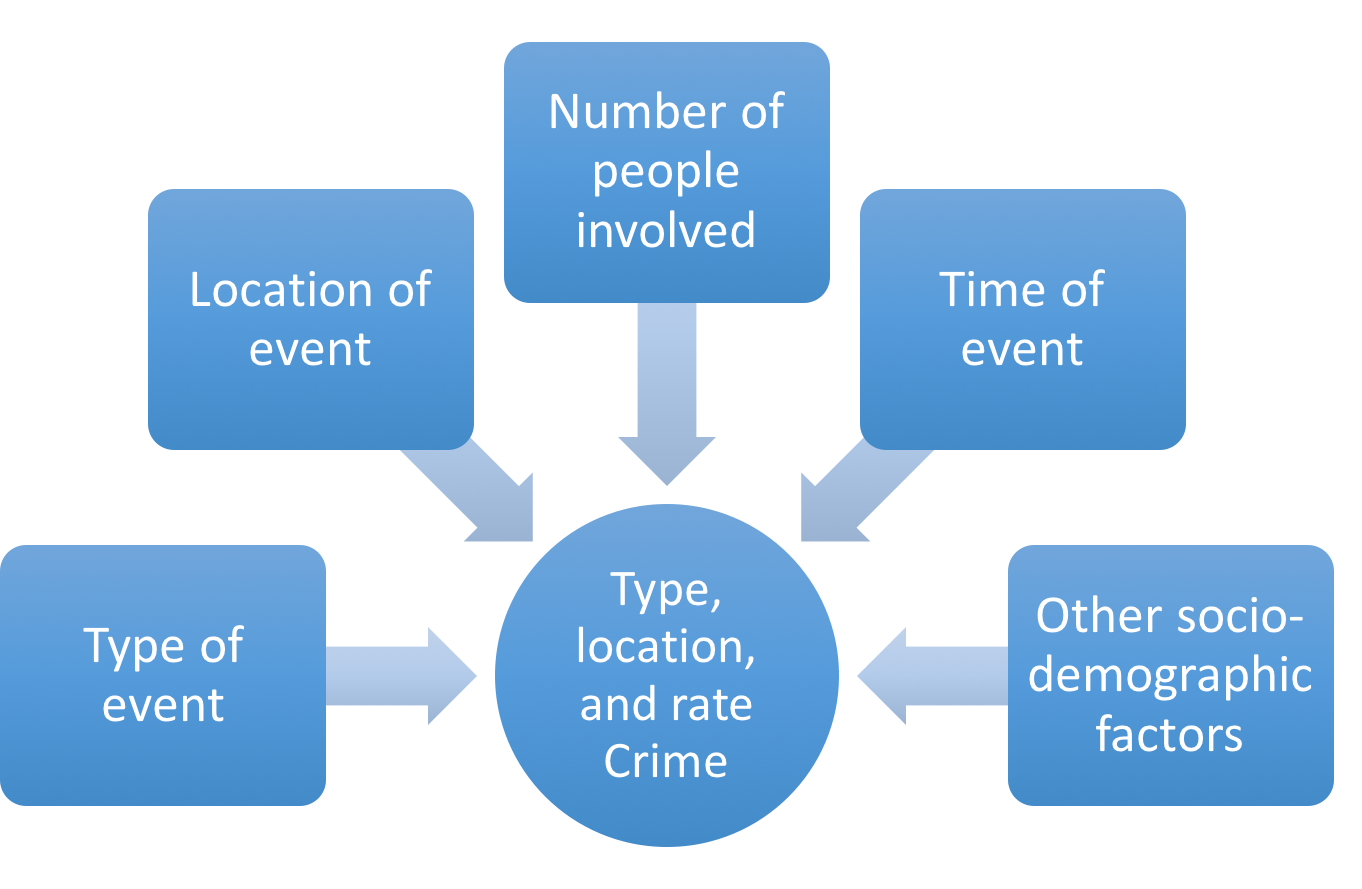 Number of
people
involved
Location of
event
Time of
event
Type of
event
Type,
location,
and rate
Crime
Other socio-
demographic
factors